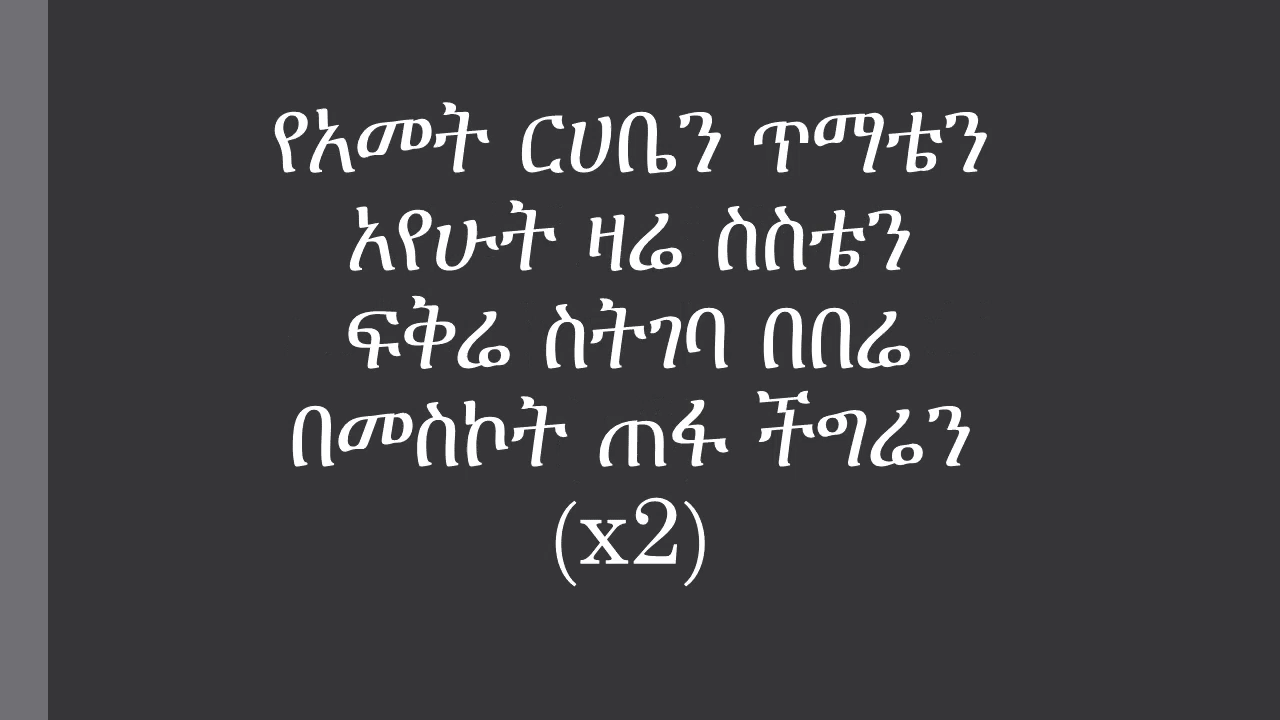 የአመት ርሀቤን ጥማቴን
አየሁት ዛሬ ስስቴን
ፍቅሬ ስትገባ በበሬ
በመስኮት ጠፋ ችግሬን
(x2)